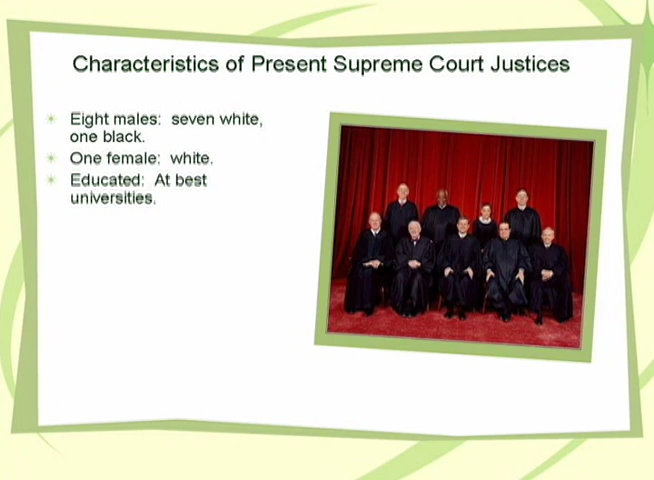 Characteristics of Present Supreme Court Justices
Eight males: seven white,
one black.
One female: white.
Educated: At best
universities.